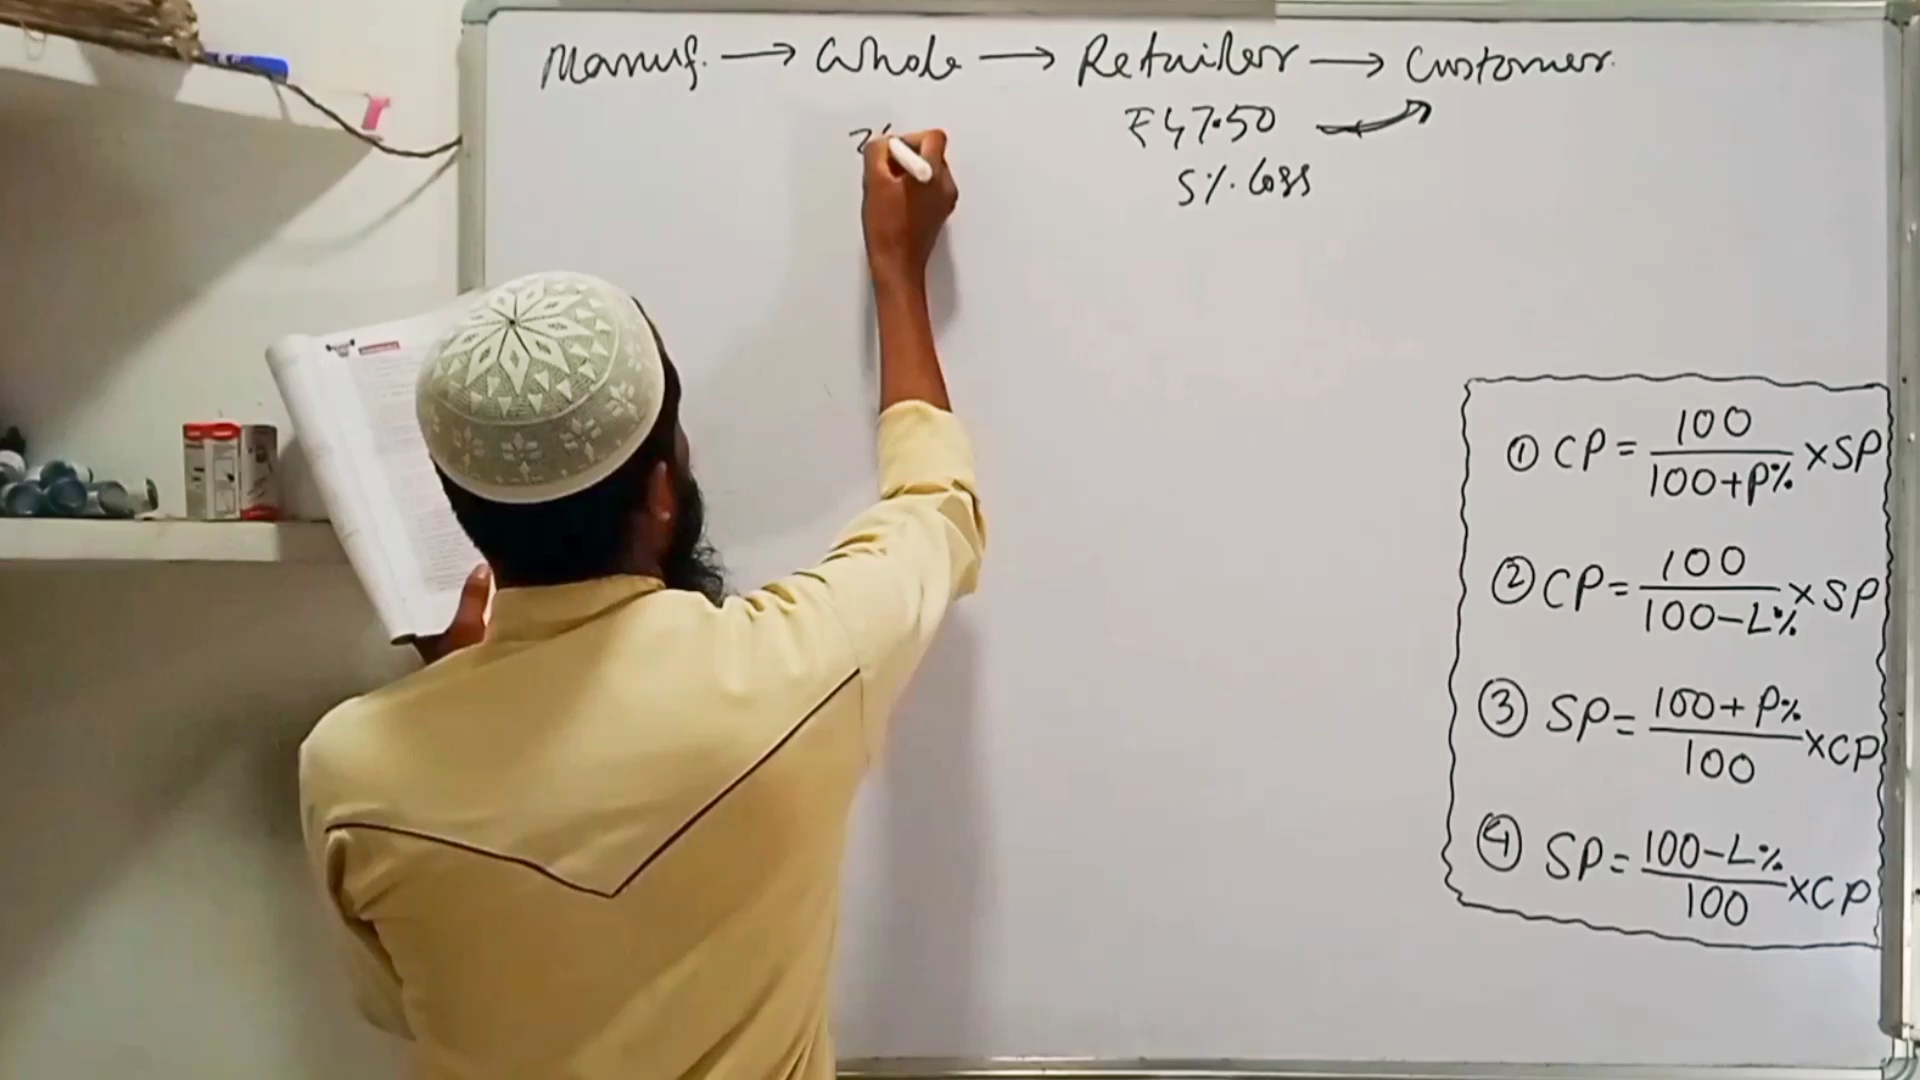 Manuf. → Whole → Retailer → Customer.
₹47.50
5% loss
① CP = 100 / 100+P% × SP
② CP = 100 / 100-L% × SP
③ SP = 100+P% / 100 × CP
④ SP = 100-L% / 100 × CP